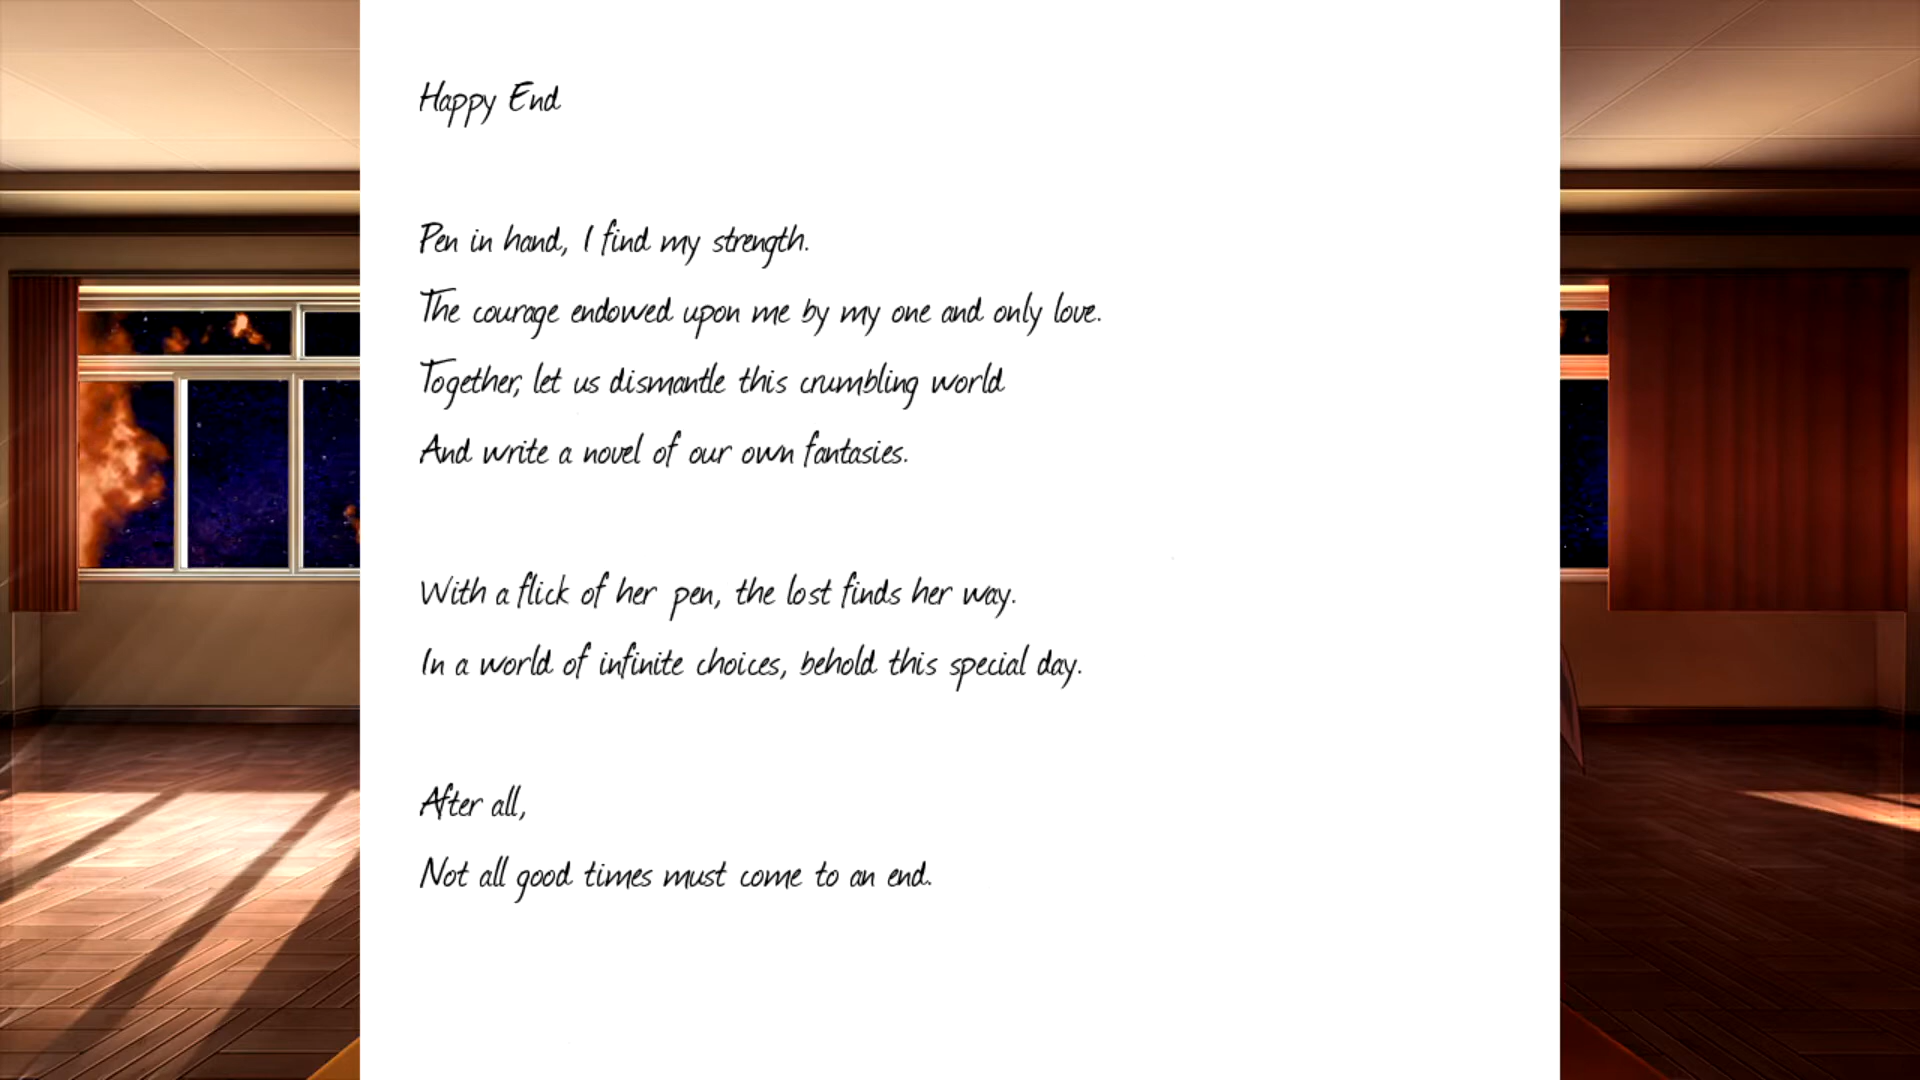 Happy End
Pen in hand, I find my strength.
The courage endowed upon me by my one and only love.
Together, let us dismantle this crumbling world
And write a novel of our own fantasies.
With a flick of her pen, the lost finds her way.
In a world of infinite choices, behold this special day.
After all,
Not all good times must come to an end.